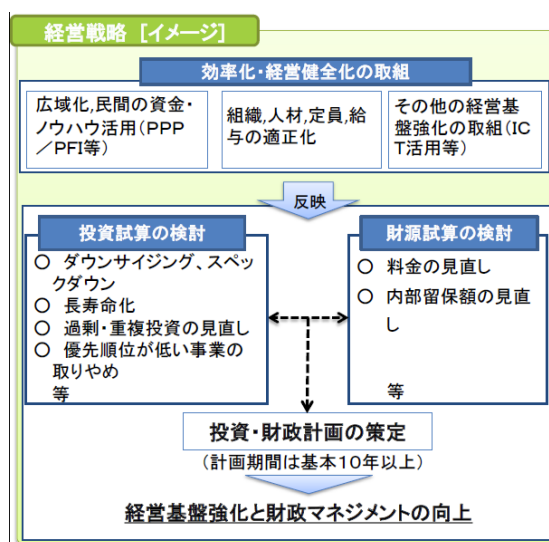 経営戦略 [イメージ]
効率化・経営健全化の取組
広域化,民間の資金・
ノウハウ活用(PPP
/PFI等)
組織,人材,定員,給
与の適正化
その他の経営基
盤強化の取組(IC
T活用等)
反映
投資試算の検討
○ ダウンサイジング、スペッ
クダウン
○ 長寿命化
○ 過剰・重複投資の見直し
○ 優先順位が低い事業の
取りやめ
等
財源試算の検討
○ 料金の見直し
○ 内部留保額の見直
し
等
投資・財政計画の策定
(計画期間は基本10年以上)
経営基盤強化と財政マネジメントの向上